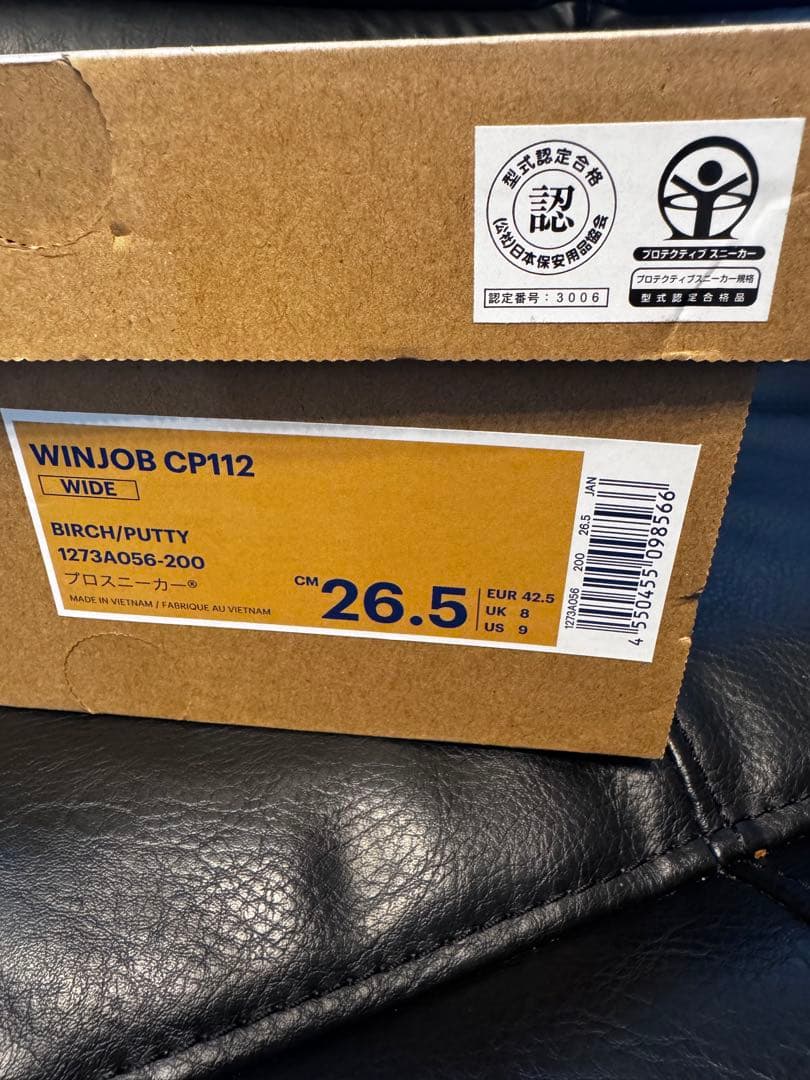 型式認定合格
認
(公社)日本保安用品協会
認定番号：3006
プロテクティブ スニーカー
プロテクティブスニーカー規格
型式認定合格品
WINJOB CP112
WIDE
BIRCH/PUTTY
1273A056-200
プロスニーカー®
MADE IN VIETNAM / FABRIQUE AU VIETNAM
CM 26.5
EUR 42.5
UK 8
US 9
1273A056 200 26.5 JAN
4 550455 098566